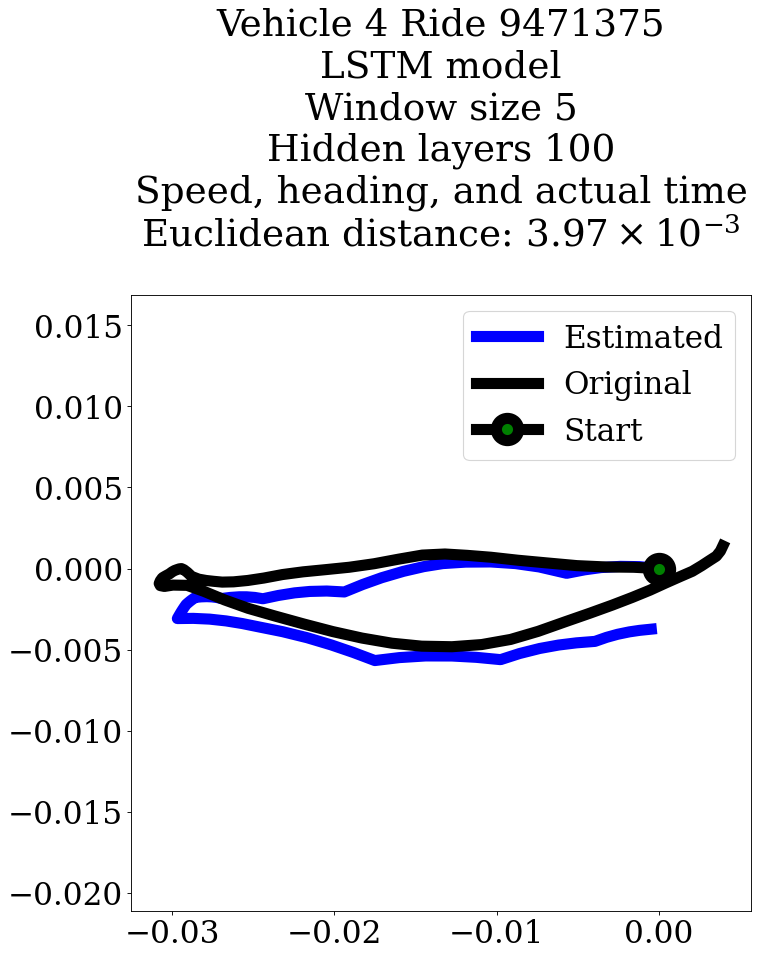 Vehicle 4 Ride 9471375
LSTM model
Window size 5
Hidden layers 100
Speed, heading, and actual time
Euclidean distance: 3.97 × 10⁻³
Estimated
Original
Start
0.015
0.010
0.005
0.000
−0.005
−0.010
−0.015
−0.020
−0.03 −0.02 −0.01 0.00